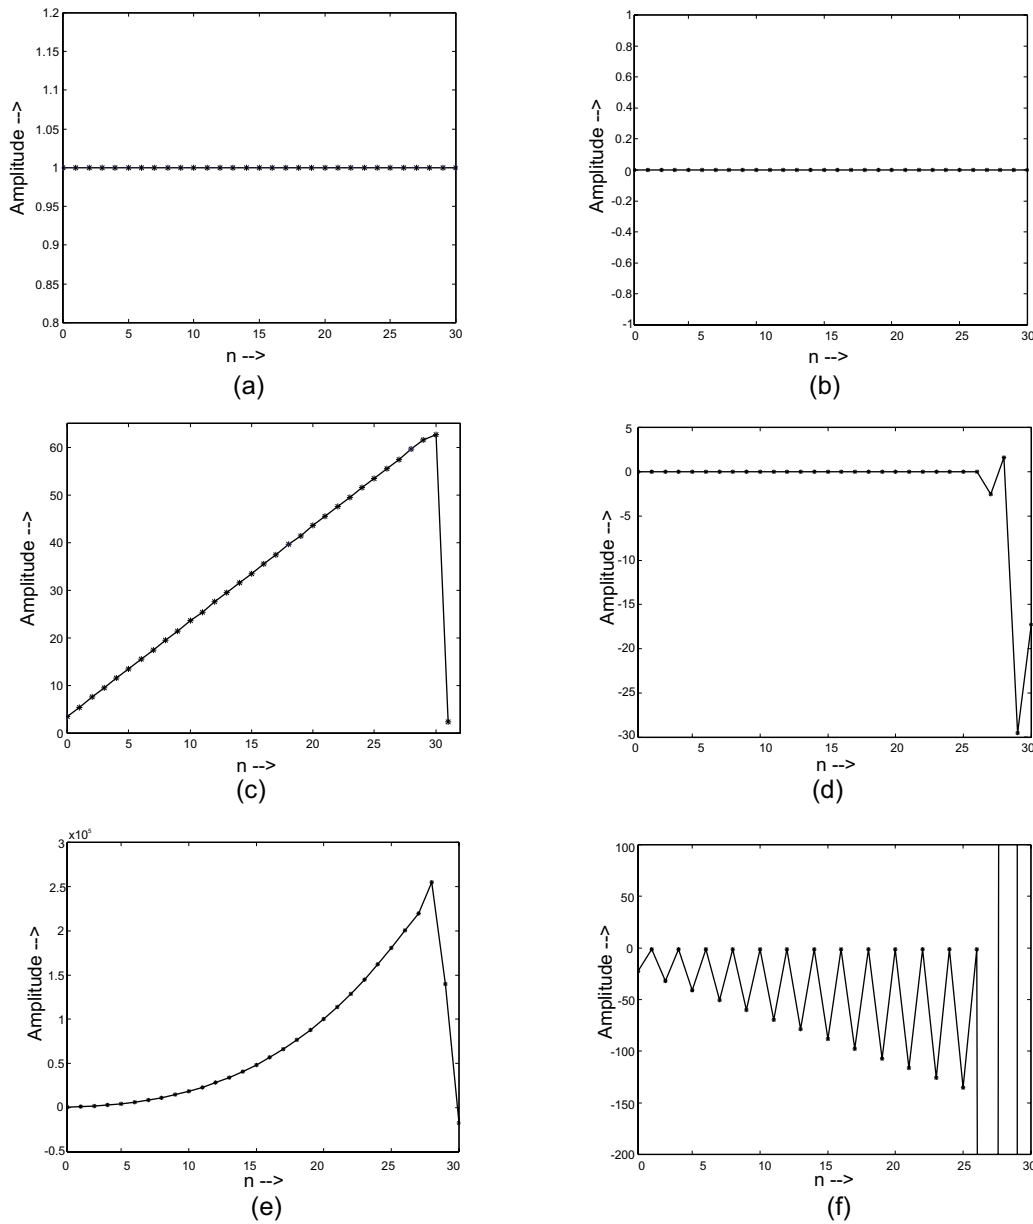 1.2
1.15
1.1
1.05
1
0.95
0.9
0.85
0.8
Amplitude -->
0 5 10 15 20 25 30
n -->
(a)
1
0.8
0.6
0.4
0.2
0
-0.2
-0.4
-0.6
-0.8
-1
Amplitude -->
0 5 10 15 20 25 30
n -->
(b)
60
50
40
30
20
10
0
Amplitude -->
0 5 10 15 20 25 30
n -->
(c)
5
0
-5
-10
-15
-20
-25
-30
Amplitude -->
0 5 10 15 20 25 30
n -->
(d)
x10⁵
3
2.5
2
1.5
1
0.5
0
-0.5
Amplitude -->
0 5 10 15 20 25 30
n -->
(e)
100
50
0
-50
-100
-150
-200
Amplitude -->
0 5 10 15 20 25 30
n -->
(f)